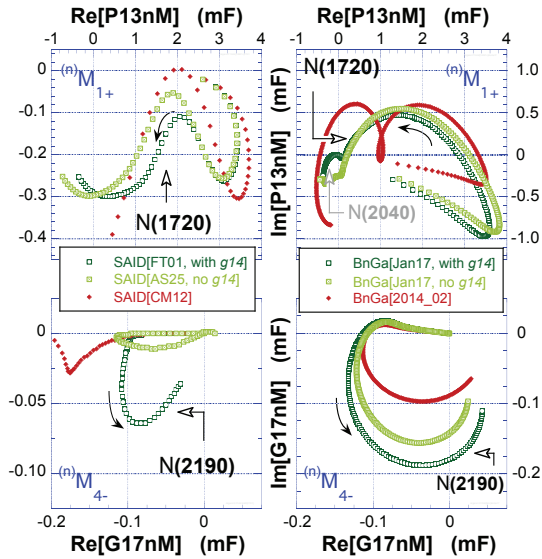 Re[P13nM] (mF) Re[P13nM] (mF)
-1 0 1 2 3 4 -1 0 1 2 3 4
0 -0.1 -0.2 -0.3 -0.4
(n)M1+
N(1720)
N(1720)
(n)M1+
N(2040)
Im[P13nM] (mF)
0.5 0 -0.5 -1.0
SAID[FT01, with g14]
SAID[AS25, no g14]
SAID[CM12]
BnGa[Jan17, with g14]
BnGa[Jan17, no g14]
BnGa[2014_02]
0 -0.05 -0.10
N(2190)
(n)M4-
Im[G17nM] (mF)
0 -0.1 -0.2
N(2190)
(n)M4-
-0.2 -0.1 0 -0.2 -0.1 0
Re[G17nM] (mF) Re[G17nM] (mF)